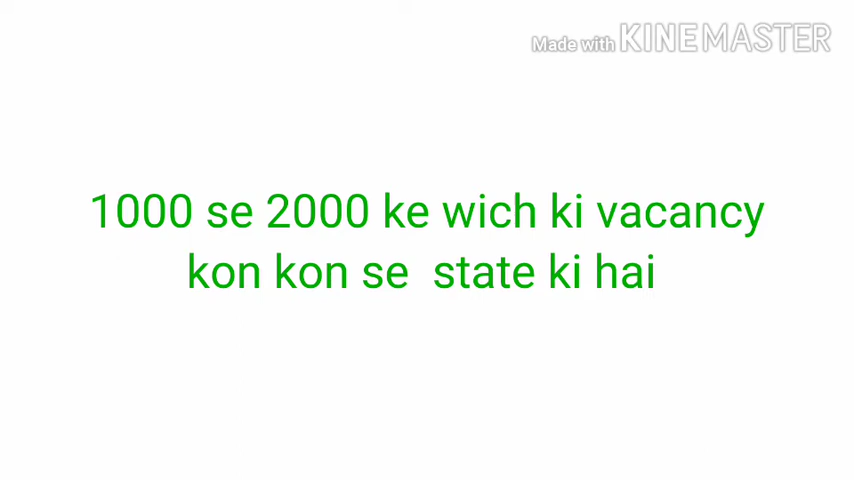 Made with KINEMASTER
1000 se 2000 ke wich ki vacancy
kon kon se state ki hai